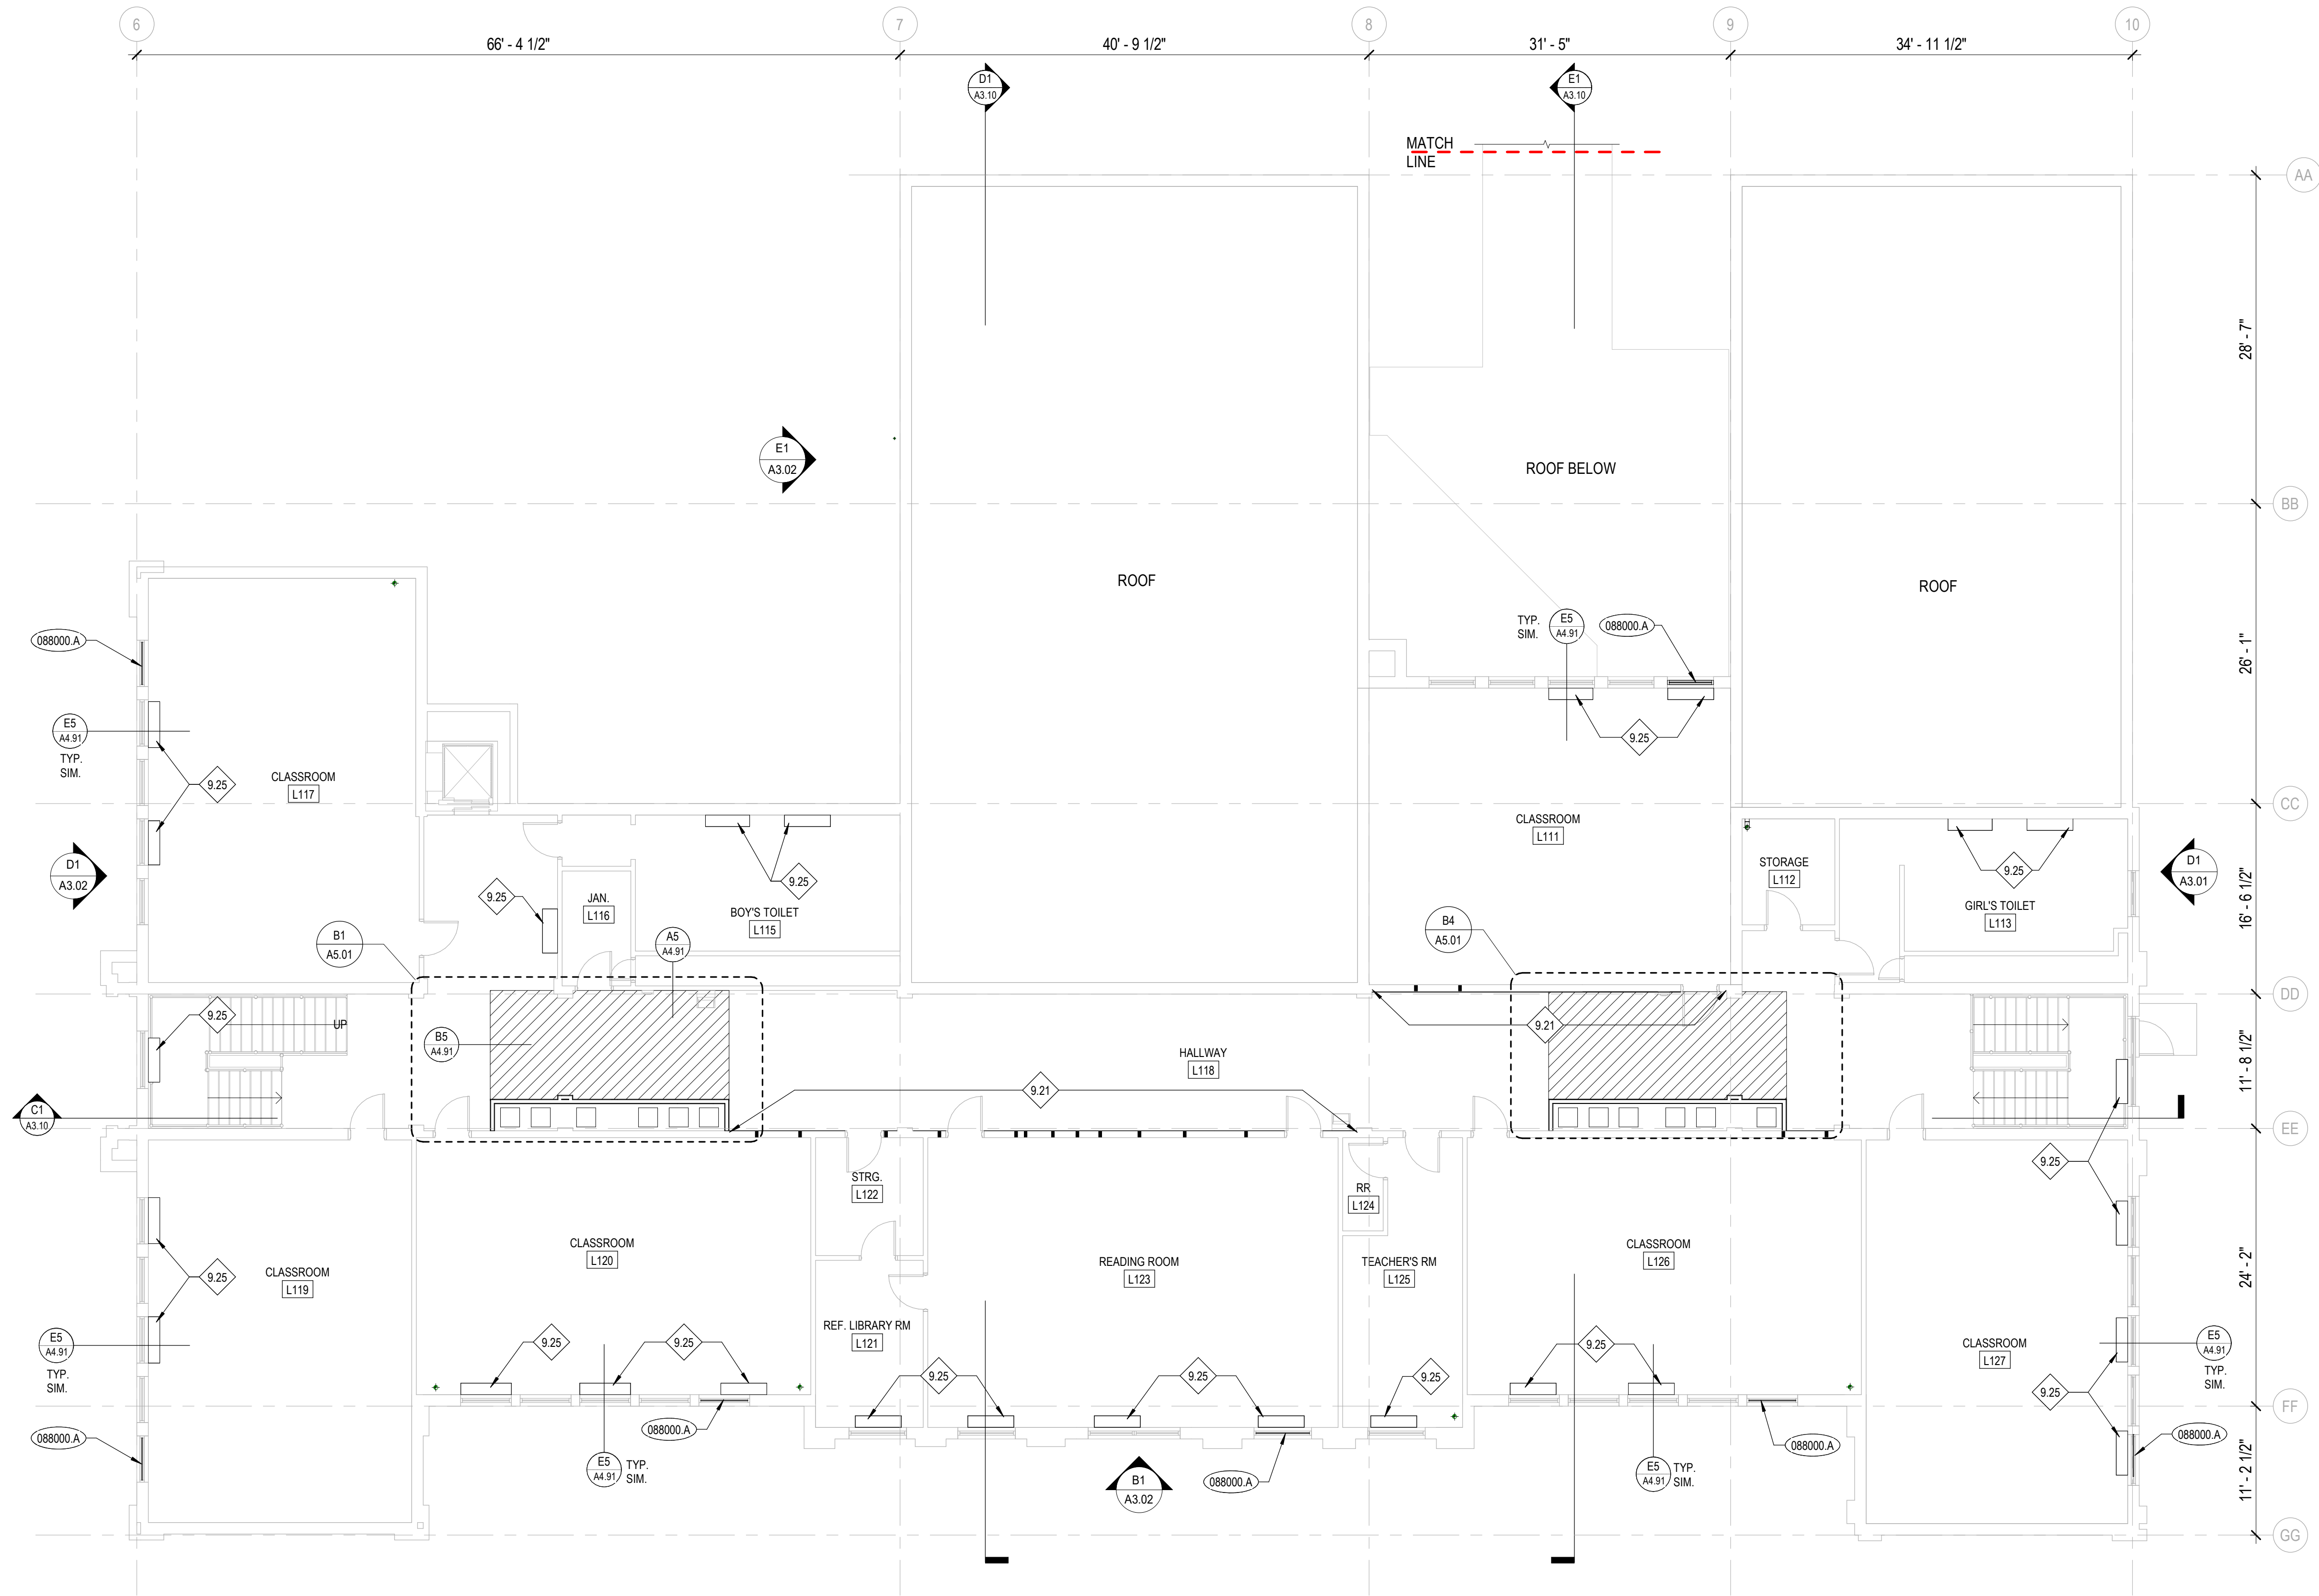 6
7
8
9
10
66' - 4 1/2"
40' - 9 1/2"
31' - 5"
34' - 11 1/2"
D1
A3.10
E1
A3.10
MATCH
LINE
AA
28' - 7"
E1
A3.02
ROOF BELOW
BB
ROOF
ROOF
TYP.
SIM.
E5
A4.91
088000.A
088000.A
26' - 1"
E5
A4.91
TYP.
SIM.
9.25
CLASSROOM
L117
9.25
CC
CLASSROOM
L111
D1
A3.02
9.25
JAN.
L116
9.25
BOY'S TOILET
L115
STORAGE
L112
9.25
GIRL'S TOILET
L113
D1
A3.01
16' - 6 1/2"
B1
A5.01
A5
A4.91
B4
A5.01
DD
9.25
UP
B5
A4.91
9.21
HALLWAY
L118
9.21
11' - 8 1/2"
C1
A3.10
EE
9.25
STRG.
L122
RR
L124
CLASSROOM
L119
9.25
CLASSROOM
L120
READING ROOM
L123
TEACHER'S RM
L125
CLASSROOM
L126
24' - 2"
REF. LIBRARY RM
L121
CLASSROOM
L127
E5
A4.91
TYP.
SIM.
9.25
9.25
9.25
9.25
9.25
9.25
9.25
E5
A4.91
TYP.
SIM.
FF
088000.A
088000.A
088000.A
088000.A
088000.A
E5
A4.91
TYP.
SIM.
B1
A3.02
E5
A4.91
TYP.
SIM.
11' - 2 1/2"
GG